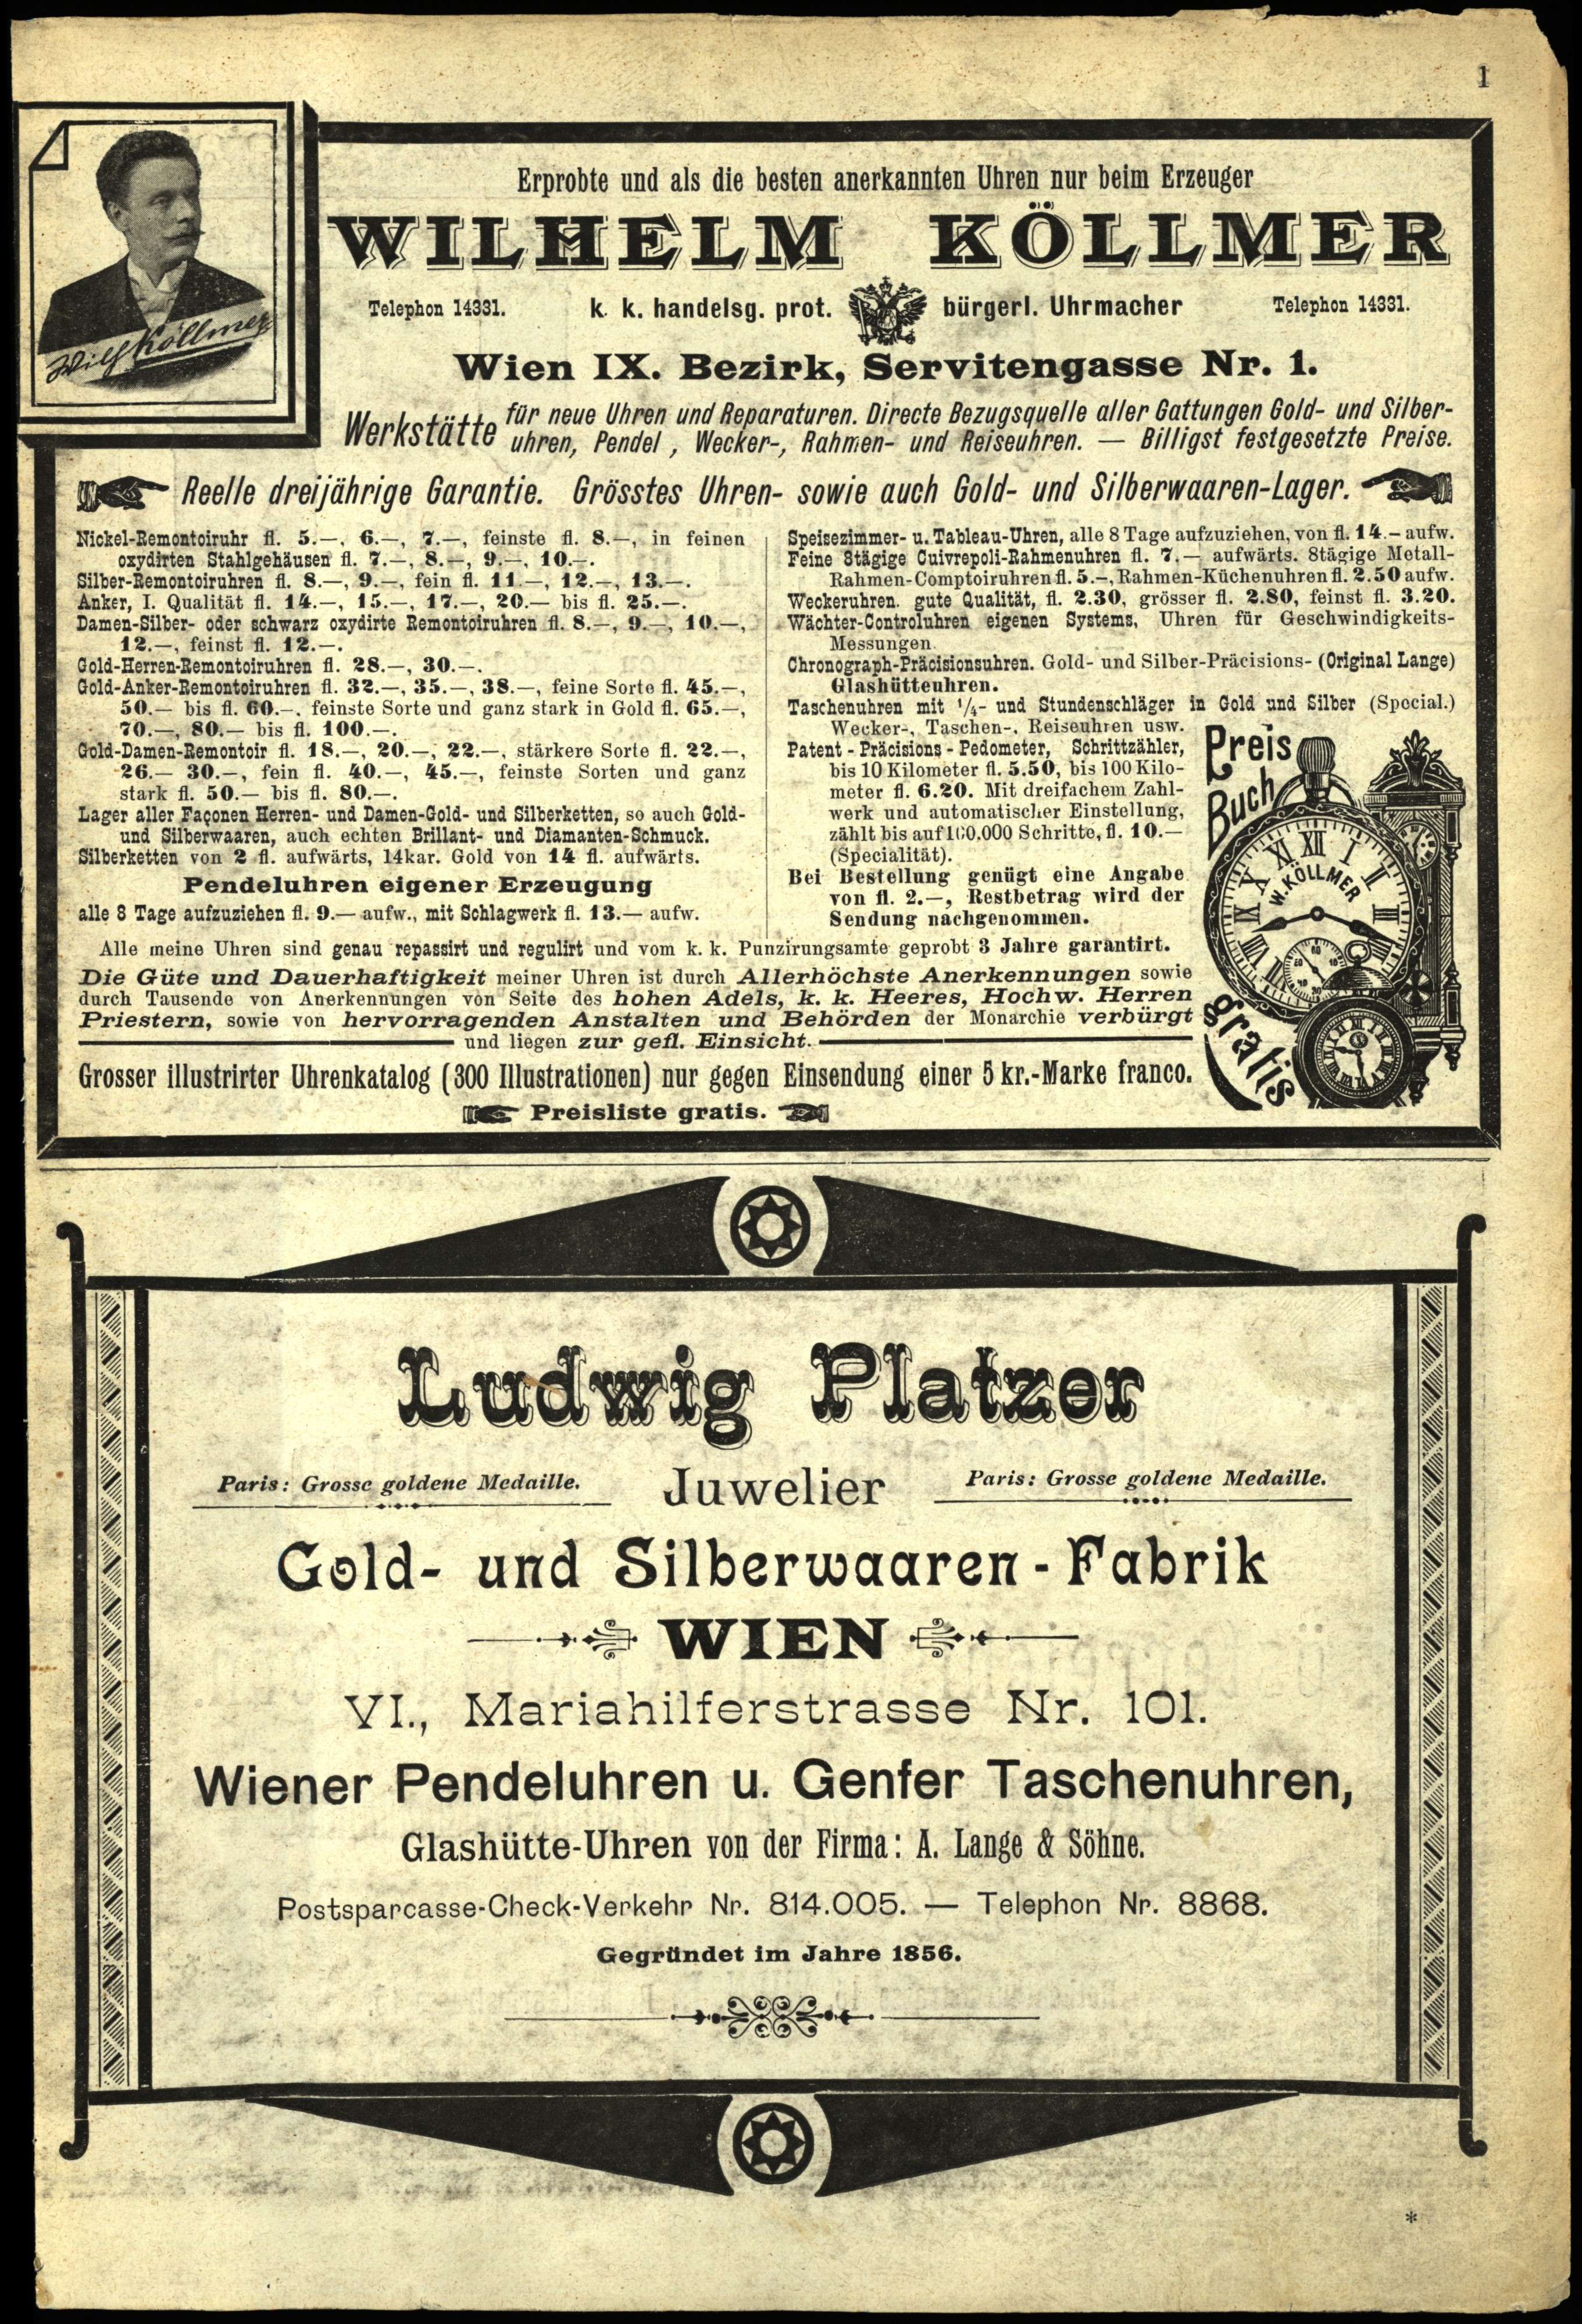 1
Erprobte und als die besten anerkannten Uhren nur beim Erzeuger
WILHELM KÖLLMER
Telephon 14331. k. k. handelsg. prot. bürgerl. Uhrmacher Telephon 14331.
Wilh Köllmer
Wien IX. Bezirk, Servitengasse Nr. 1.
Werkstätte für neue Uhren und Reparaturen. Directe Bezugsquelle aller Gattungen Gold- und Silber-
uhren, Pendel , Wecker-, Rahmen- und Reiseuhren. — Billigst festgesetzte Preise.
Reelle dreijährige Garantie. Grösstes Uhren- sowie auch Gold- und Silberwaaren-Lager.
Nickel-Remontoiruhr fl. 5.—, 6.—, 7.—, feinste fl. 8.—, in feinen
oxydirten Stahlgehäusen fl. 7.—, 8.—, 9.—, 10.—.
Silber-Remontoiruhren fl. 8.—, 9.—, fein fl. 11.—, 12.—, 13.—.
Anker, I. Qualität fl. 14.—, 15.—, 17.—, 20.— bis fl. 25.—.
Damen-Silber- oder schwarz oxydirte Remontoiruhren fl. 8.—, 9.—, 10.—,
12.—, feinst fl. 12.—.
Gold-Herren-Remontoiruhren fl. 28.—, 30.—.
Gold-Anker-Remontoiruhren fl. 32.—, 35.—, 38.—, feine Sorte fl. 45.—,
50.— bis fl. 60.—, feinste Sorte und ganz stark in Gold fl. 65.—,
70.—, 80.— bis fl. 100.—.
Gold-Damen-Remontoir fl. 18.—, 20.—, 22.—, stärkere Sorte fl. 22.—,
26.— 30.—, fein fl. 40.—, 45.—, feinste Sorten und ganz
stark fl. 50.— bis fl. 80.—.
Lager aller Façonen Herren- und Damen-Gold- und Silberketten, so auch Gold-
und Silberwaaren, auch echten Brillant- und Diamanten-Schmuck.
Silberketten von 2 fl. aufwärts, 14kar. Gold von 14 fl. aufwärts.
Pendeluhren eigener Erzeugung
alle 8 Tage aufzuziehen fl. 9.— aufw., mit Schlagwerk fl. 13.— aufw.
Speisezimmer- u. Tableau-Uhren, alle 8 Tage aufzuziehen, von fl. 14.— aufw.
Feine 8tägige Cuivrepoli-Rahmenuhren fl. 7.— aufwärts. 8tägige Metall-
Rahmen-Comptoiruhren fl. 5.—, Rahmen-Küchenuhren fl. 2.50 aufw.
Weckeruhren. gute Qualität, fl. 2.30, grösser fl. 2.80, feinst fl. 3.20.
Wächter-Controluhren eigenen Systems, Uhren für Geschwindigkeits-
Messungen.
Chronograph-Präcisionsuhren. Gold- und Silber-Präcisions- (Original Lange)
Glashütteuhren.
Taschenuhren mit ¼- und Stundenschläger in Gold und Silber (Special.)
Wecker-, Taschen-, Reiseuhren usw.
Patent - Präcisions - Pedometer, Schrittzähler,
bis 10 Kilometer fl. 5.50, bis 100 Kilo-
meter fl. 6.20. Mit dreifachem Zahl-
werk und automatischer Einstellung,
zählt bis auf 100.000 Schritte, fl. 10.—
(Specialität).
Bei Bestellung genügt eine Angabe
von fl. 2.—, Restbetrag wird der
Sendung nachgenommen.
Preis
Buch
gratis
XII I II III VIII IX X XI
W. KÖLLMER
Alle meine Uhren sind genau repassirt und regulirt und vom k. k. Punzirungsamte geprobt 3 Jahre garantirt.
Die Güte und Dauerhaftigkeit meiner Uhren ist durch Allerhöchste Anerkennungen sowie
durch Tausende von Anerkennungen von Seite des hohen Adels, k. k. Heeres, Hochw. Herren
Priestern, sowie von hervorragenden Anstalten und Behörden der Monarchie verbürgt
und liegen zur gefl. Einsicht.
Grosser illustrirter Uhrenkatalog (300 Illustrationen) nur gegen Einsendung einer 5 kr.-Marke franco.
Preisliste gratis.
Ludwig Platzer
Paris: Grosse goldene Medaille. Juwelier Paris: Grosse goldene Medaille.
Gold- und Silberwaaren-Fabrik
WIEN
VI., Mariahilferstrasse Nr. 101.
Wiener Pendeluhren u. Genfer Taschenuhren,
Glashütte-Uhren von der Firma: A. Lange & Söhne.
Postsparcasse-Check-Verkehr Nr. 814.005. — Telephon Nr. 8868.
Gegründet im Jahre 1856.
*